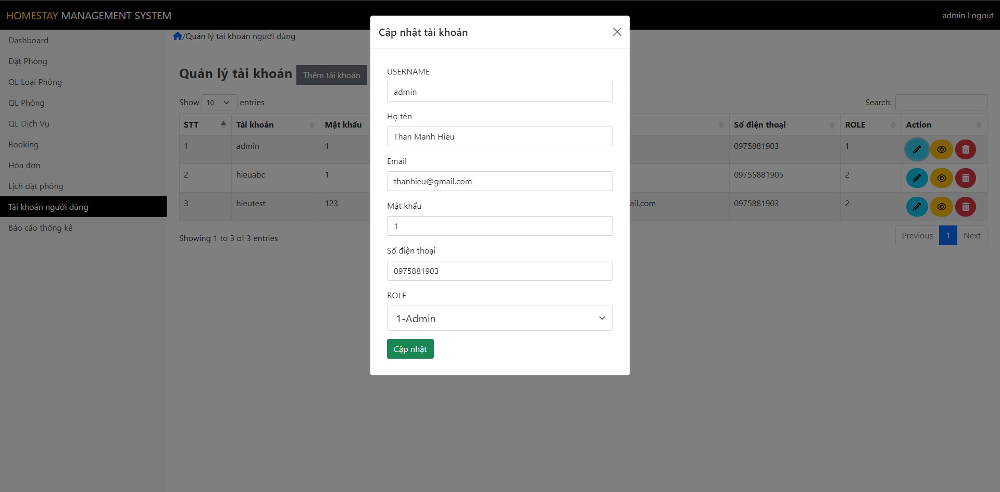 HOMESTAY MANAGEMENT SYSTEM
admin Logout
Dashboard
Đặt Phòng
QL Loại Phòng
QL Phòng
QL Dịch Vụ
Booking
Hóa đơn
Lịch đặt phòng
Tài khoản người dùng
Báo cáo thống kê
/Quản lý tài khoản người dùng
Quản lý tài khoản Thêm tài khoản
Show 10 entries
Search:
STT Tài khoản Mật khẩu Số điện thoại ROLE Action
1 admin 1 0975881903 1
2 hieuabc 1 09755881905 2
3 hieutest 123 ail.com 0975881903 2
Showing 1 to 3 of 3 entries
Previous 1 Next
Cập nhật tài khoản
USERNAME
admin
Họ tên
Than Manh Hieu
Email
thanhieu@gmail.com
Mật khẩu
1
Số điện thoại
0975881903
ROLE
1-Admin
Cập nhật